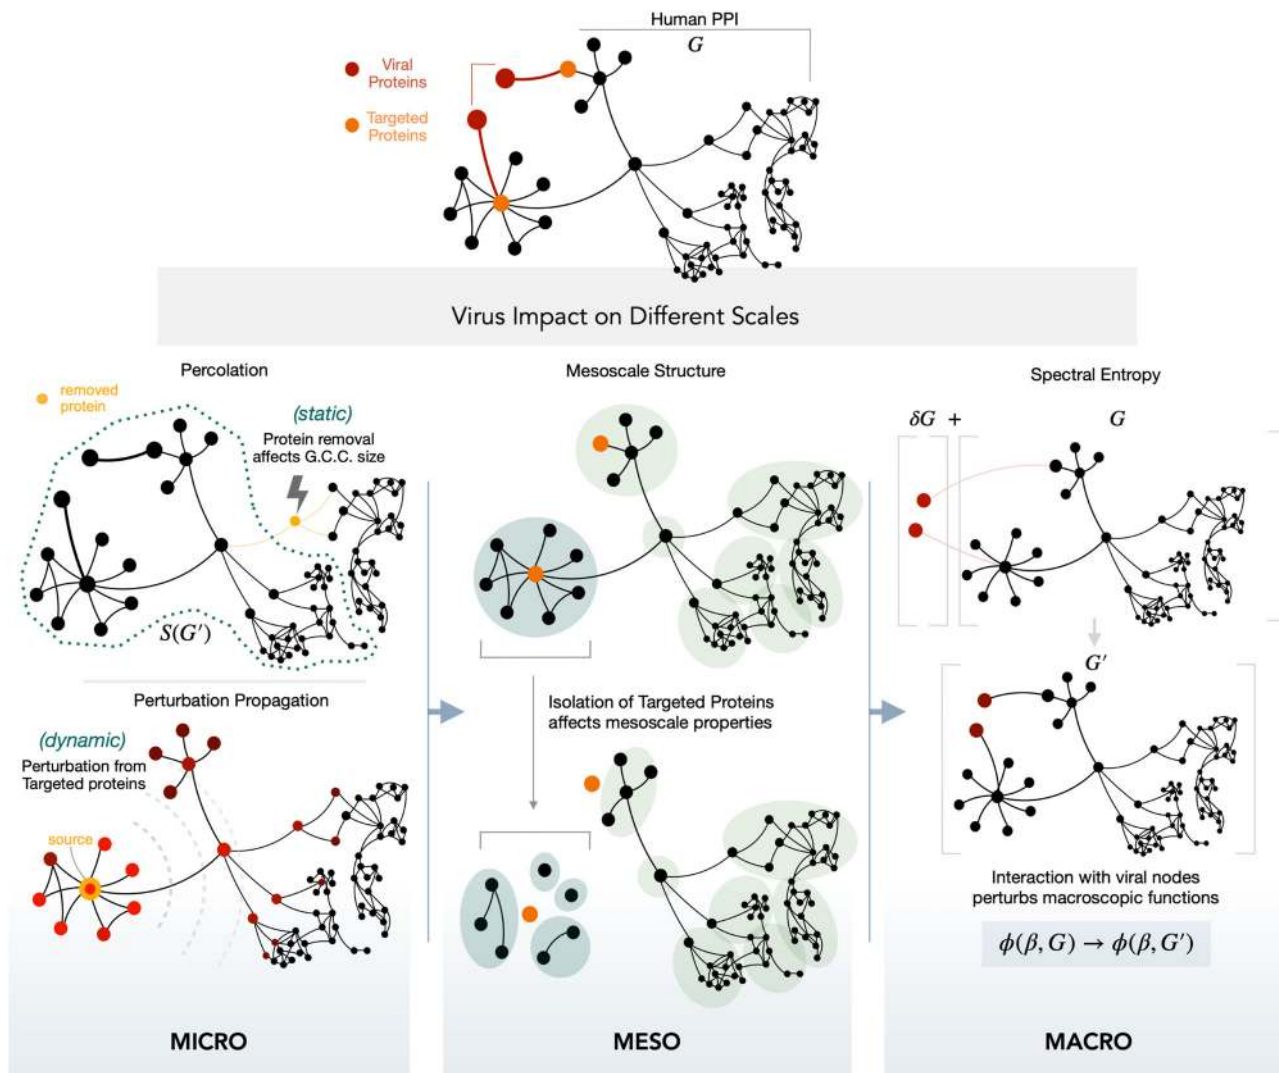 Human PPI
G
Viral
Proteins
Targeted
Proteins
Virus Impact on Different Scales
Percolation
removed
protein
(static)
Protein removal
affects G.C.C. size
S(G′)
Perturbation Propagation
(dynamic)
Perturbation from
Targeted proteins
source
MICRO
Mesoscale Structure
Isolation of Targeted Proteins
affects mesoscale properties
MESO
Spectral Entropy
δG + G
G′
Interaction with viral nodes
perturbs macroscopic functions
ϕ(β, G) → ϕ(β, G′)
MACRO